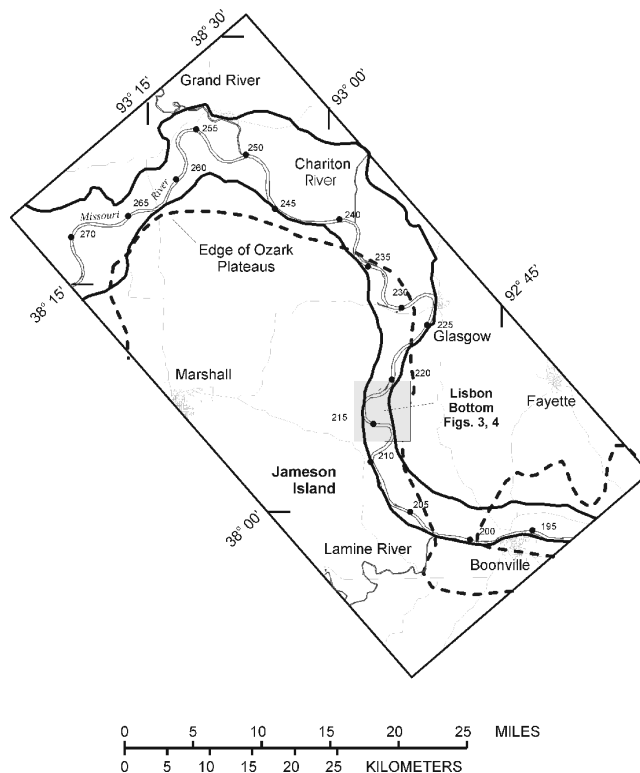 38° 30'
Grand River
93° 15'
93° 00'
255
250
Chariton
River
260
River
Missouri
265
245
240
270
Edge of Ozark
Plateaus
235
38° 15'
230
92° 45'
225
Glasgow
Marshall
220
Lisbon
Bottom
Figs. 3, 4
Fayette
215
210
Jameson
Island
38° 00'
205
200
195
Lamine River
Boonville
0 5 10 15 20 25 MILES
0 5 10 15 20 25 KILOMETERS